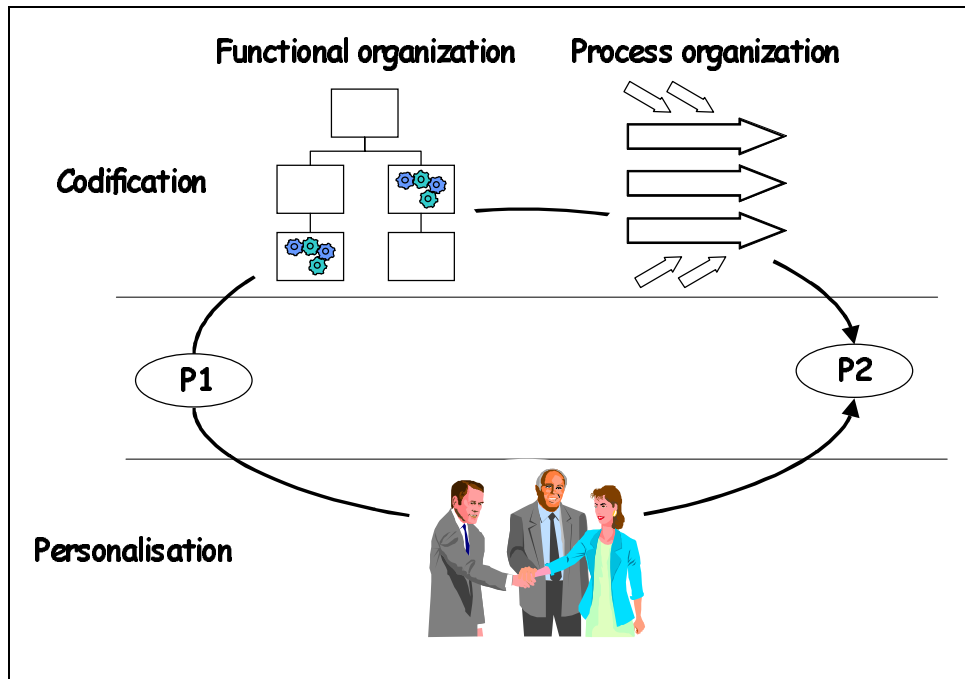 Functional organization
Process organization
Codification
P1
P2
Personalisation